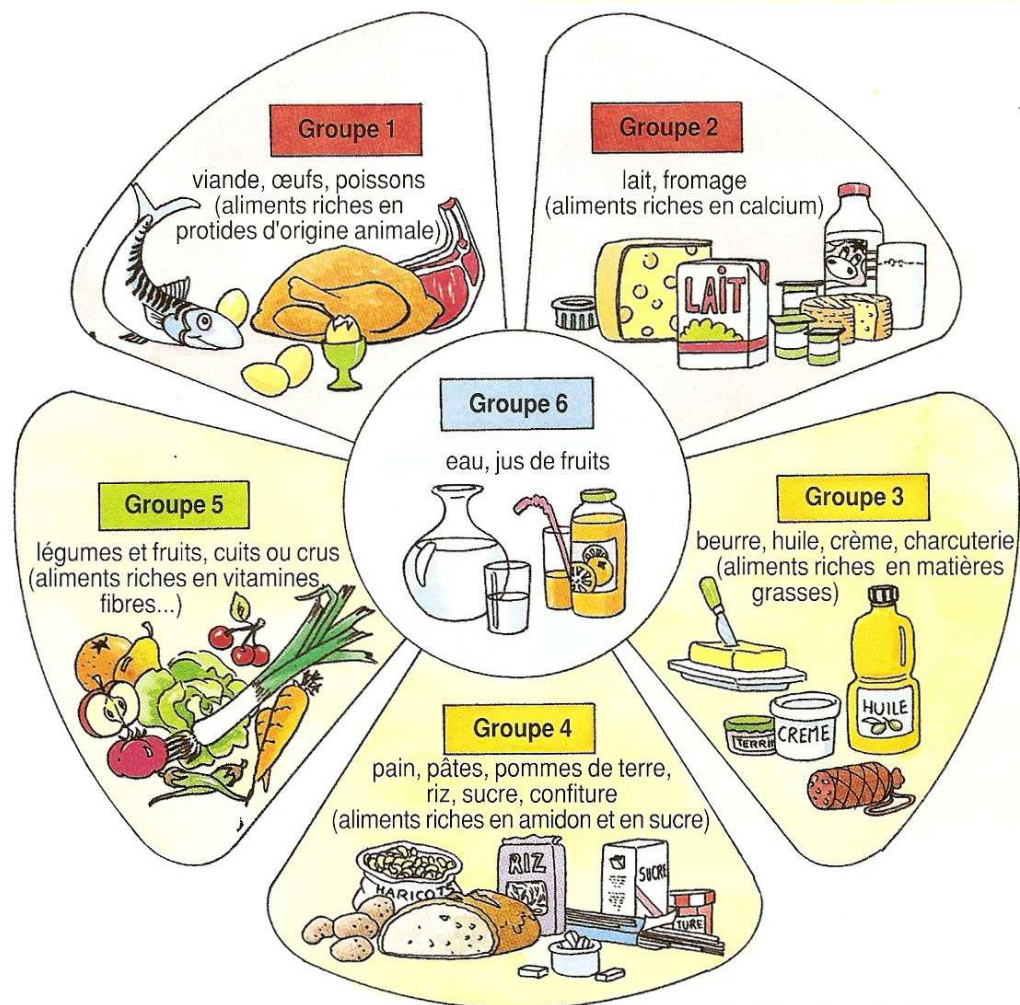 Groupe 1
viande, œufs, poissons
(aliments riches en
protides d'origine animale)
Groupe 2
lait, fromage
(aliments riches en calcium)
LAIT
Groupe 6
eau, jus de fruits
Groupe 5
légumes et fruits, cuits ou crus
(aliments riches en vitamines,
fibres...)
Groupe 3
beurre, huile, crème, charcuterie
(aliments riches en matières
grasses)
HUILE
CREME
TERRIN
Groupe 4
pain, pâtes, pommes de terre,
riz, sucre, confiture
(aliments riches en amidon et en sucre)
HARICOTS
RIZ
SUCRE
TURE